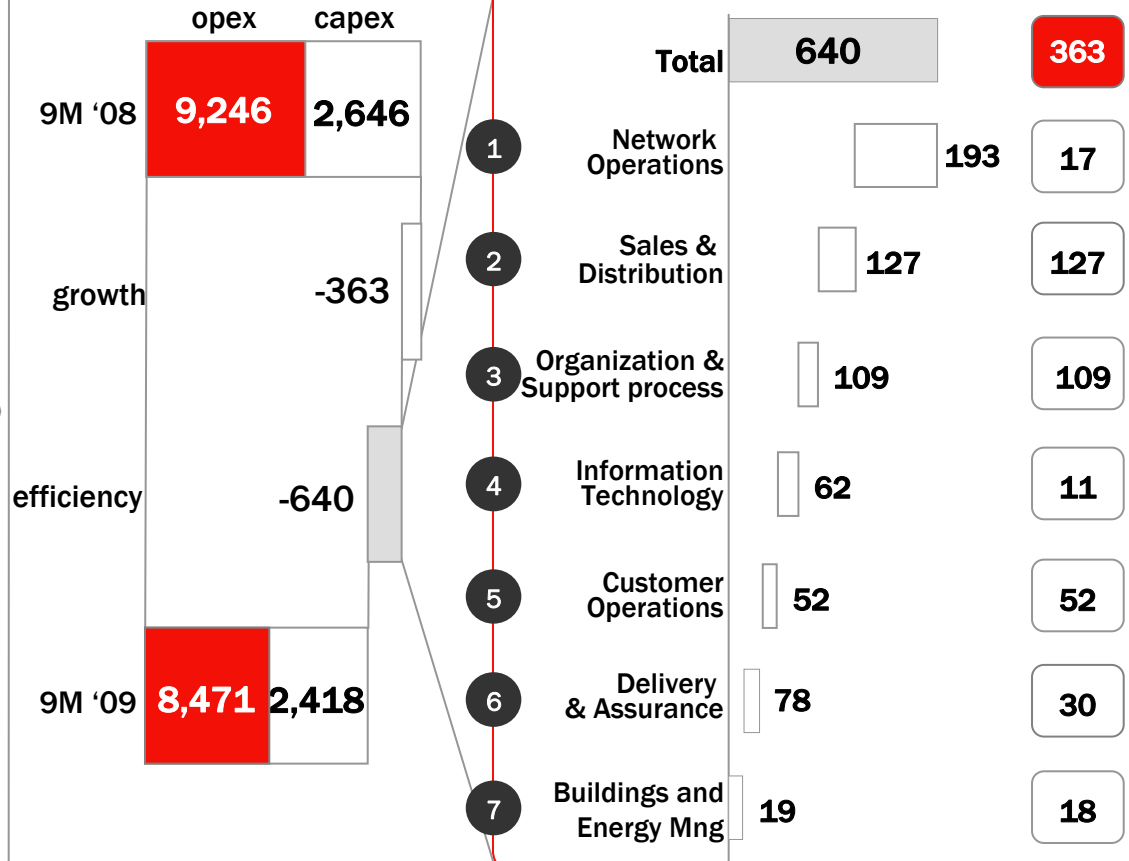 opex capex
9M ‘08 9,246 2,646
growth -363
efficiency -640
9M ‘09 8,471 2,418
Total 640 363
1 Network
Operations 193 17
2 Sales &
Distribution 127 127
3 Organization &
Support process 109 109
4 Information
Technology 62 11
5 Customer
Operations 52 52
6 Delivery
& Assurance 78 30
7 Buildings and
Energy Mng 19 18